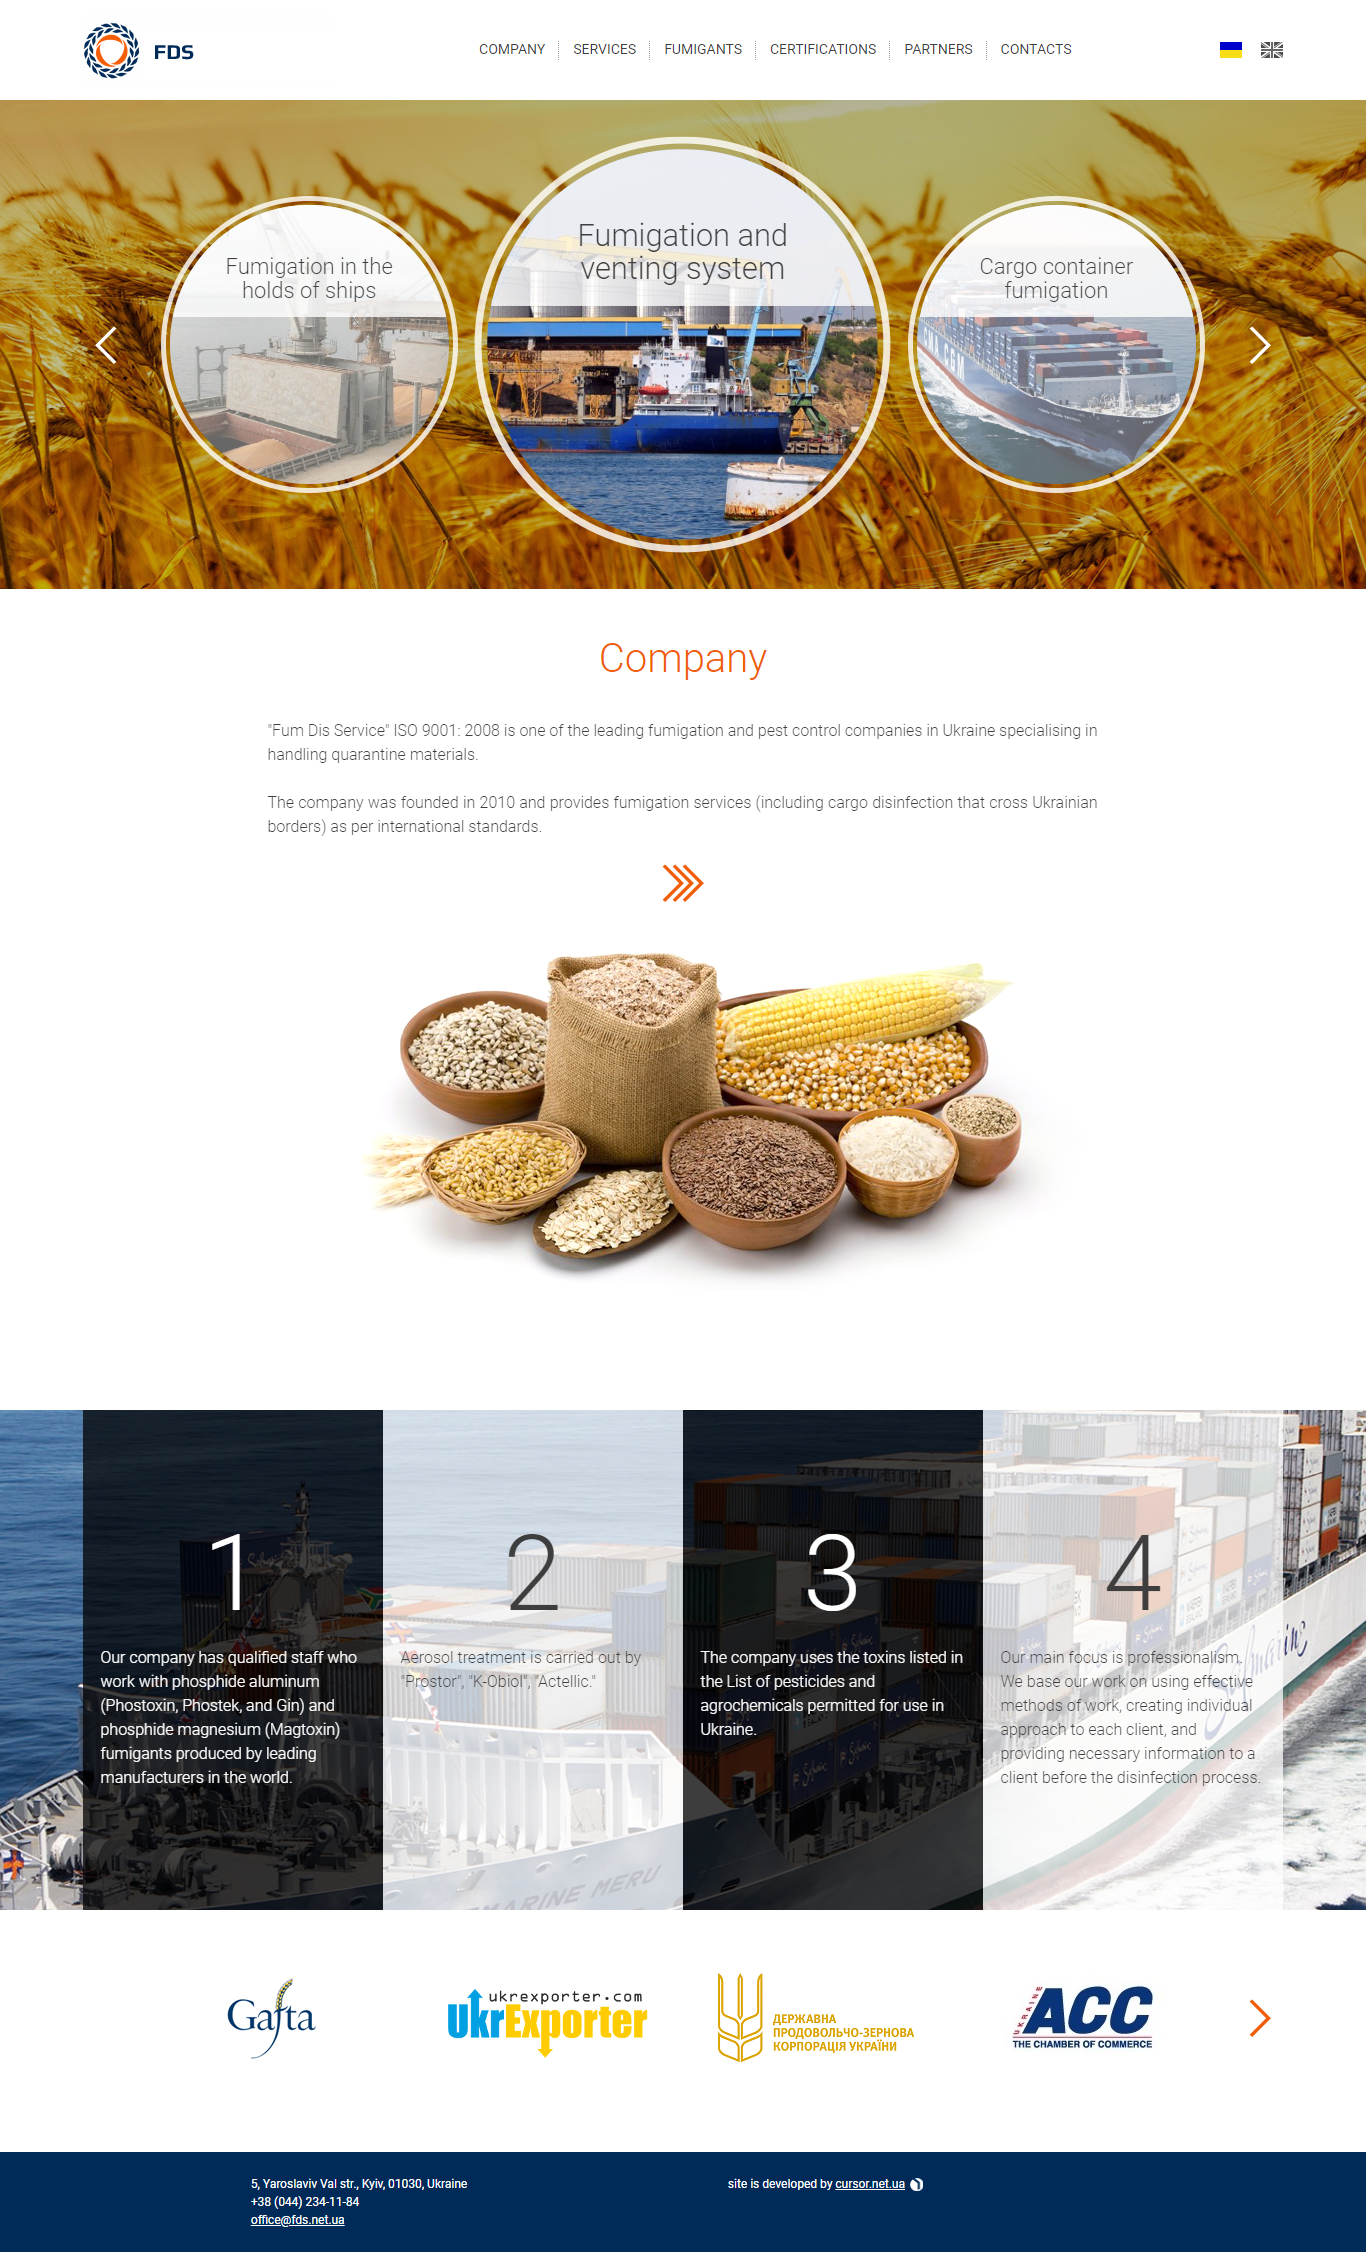 FDS
COMPANY
SERVICES
FUMIGANTS
CERTIFICATIONS
PARTNERS
CONTACTS
Fumigation in the
holds of ships
Fumigation and
venting system
Cargo container
fumigation
Company
"Fum Dis Service" ISO 9001: 2008 is one of the leading fumigation and pest control companies in Ukraine specialising in
handling quarantine materials.
The company was founded in 2010 and provides fumigation services (including cargo disinfection that cross Ukrainian
borders) as per international standards.
1
Our company has qualified staff who
work with phosphide aluminum
(Phostoxin, Phostek, and Gin) and
phosphide magnesium (Magtoxin)
fumigants produced by leading
manufacturers in the world.
2
Aerosol treatment is carried out by
"Prostor", "K-Obiol", "Actellic."
MARINE MERU
3
The company uses the toxins listed in
the List of pesticides and
agrochemicals permitted for use in
Ukraine.
4
Our main focus is professionalism.
We base our work on using effective
methods of work, creating individual
approach to each client, and
providing necessary information to a
client before the disinfection process.
Gafta
ukrexporter.com
UkrExporter
ДЕРЖАВНА
ПРОДОВОЛЬЧО-ЗЕРНОВА
КОРПОРАЦІЯ УКРАЇНИ
UKRAINE
ACC
THE CHAMBER OF COMMERCE
5, Yaroslaviv Val str., Kyiv, 01030, Ukraine
+38 (044) 234-11-84
office@fds.net.ua
site is developed by cursor.net.ua